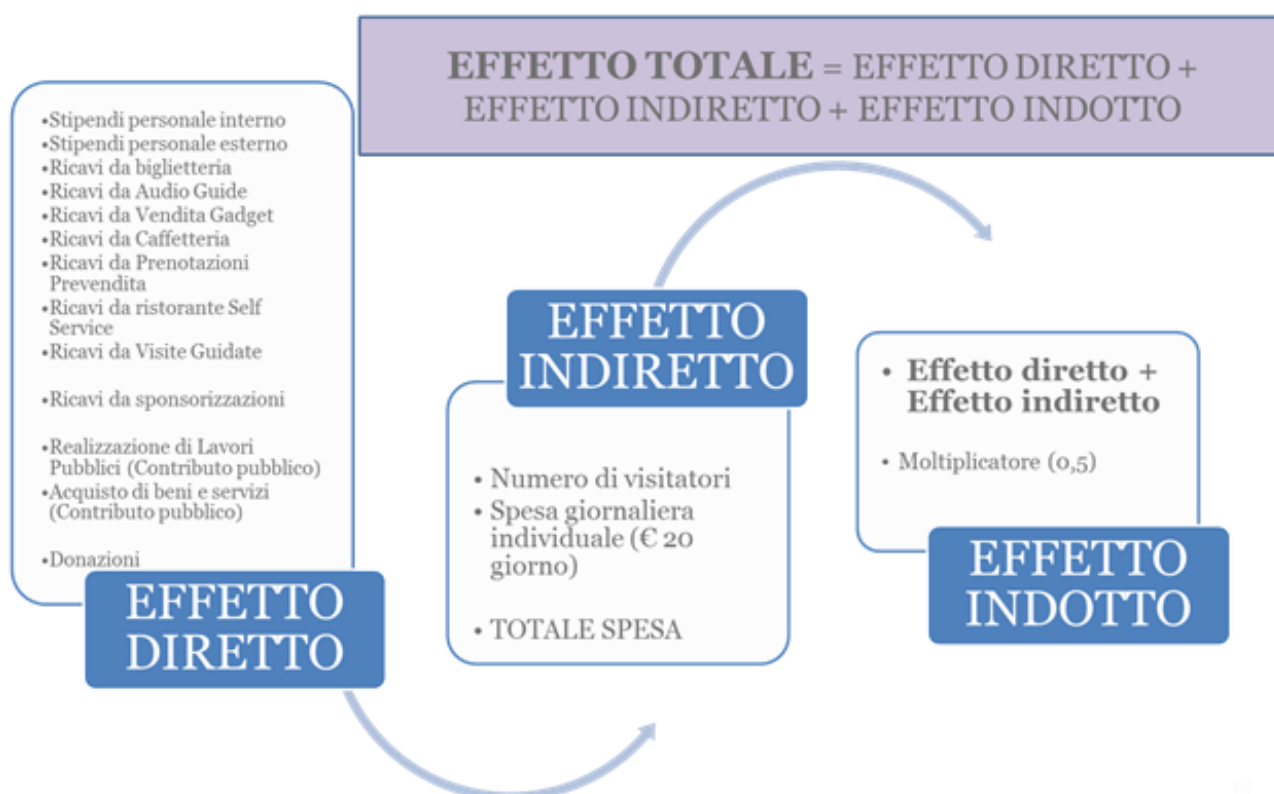 EFFETTO TOTALE = EFFETTO DIRETTO +
EFFETTO INDIRETTO + EFFETTO INDOTTO
•Stipendi personale interno
•Stipendi personale esterno
•Ricavi da biglietteria
•Ricavi da Audio Guide
•Ricavi da Vendita Gadget
•Ricavi da Caffetteria
•Ricavi da Prenotazioni
Prevendita
•Ricavi da ristorante Self
Service
•Ricavi da Visite Guidate
•Ricavi da sponsorizzazioni
•Realizzazione di Lavori
Pubblici (Contributo pubblico)
•Acquisto di beni e servizi
(Contributo pubblico)
•Donazioni
EFFETTO
DIRETTO
EFFETTO
INDIRETTO
• Numero di visitatori
• Spesa giornaliera
individuale (€ 20
giorno)
• TOTALE SPESA
• Effetto diretto +
Effetto indiretto
• Moltiplicatore (0,5)
EFFETTO
INDOTTO